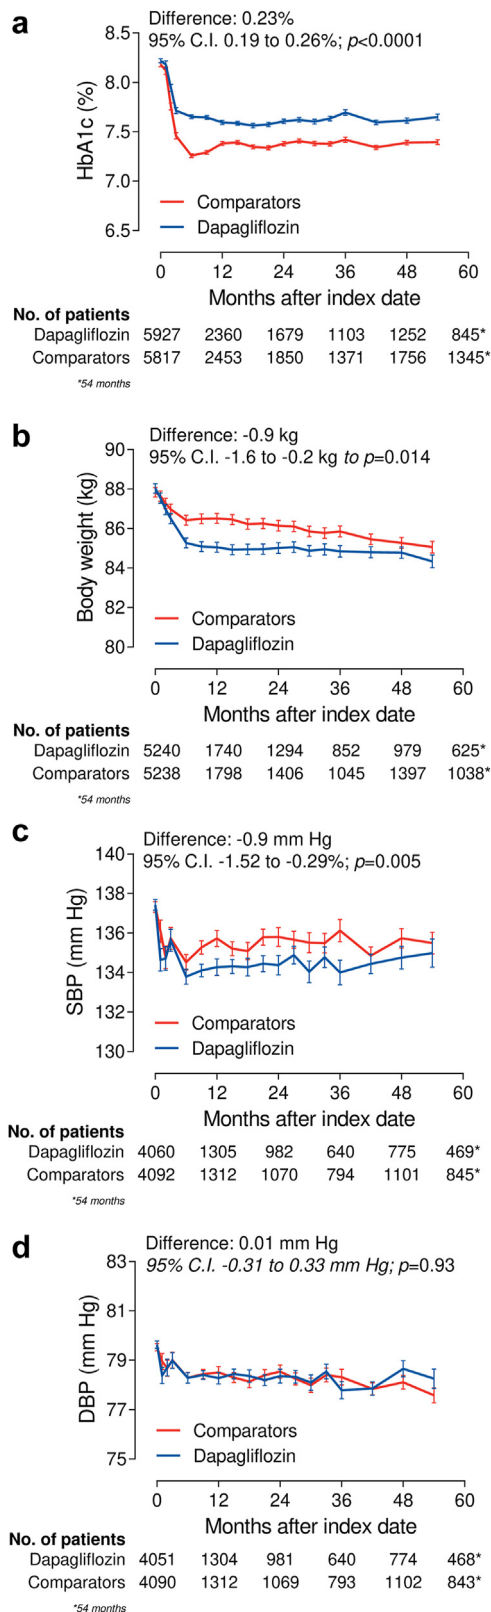 a
Difference: 0.23%
95% C.I. 0.19 to 0.26%; p<0.0001
HbA1c (%)
8.5
8.0
7.5
7.0
6.5
Comparators
Dapagliflozin
0 12 24 36 48 60
Months after index date
No. of patients
Dapagliflozin 5927 2360 1679 1103 1252 845*
Comparators 5817 2453 1850 1371 1756 1345*
*54 months
b
Difference: -0.9 kg
95% C.I. -1.6 to -0.2 kg to p=0.014
Body weight (kg)
90
88
86
84
82
80
Comparators
Dapagliflozin
0 12 24 36 48 60
Months after index date
No. of patients
Dapagliflozin 5240 1740 1294 852 979 625*
Comparators 5238 1798 1406 1045 1397 1038*
*54 months
c
Difference: -0.9 mm Hg
95% C.I. -1.52 to -0.29%; p=0.005
SBP (mm Hg)
140
138
136
134
132
130
Comparators
Dapagliflozin
0 12 24 36 48 60
Months after index date
No. of patients
Dapagliflozin 4060 1305 982 640 775 469*
Comparators 4092 1312 1070 794 1101 845*
*54 months
d
Difference: 0.01 mm Hg
95% C.I. -0.31 to 0.33 mm Hg; p=0.93
DBP (mm Hg)
83
81
79
77
75
Comparators
Dapagliflozin
0 12 24 36 48 60
Months after index date
No. of patients
Dapagliflozin 4051 1304 981 640 774 468*
Comparators 4090 1312 1069 793 1102 843*
*54 months